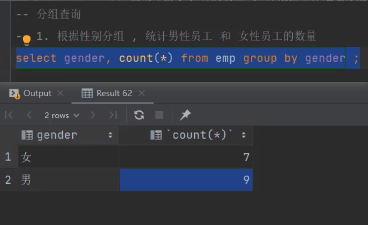 -- 分组查询
- 1. 根据性别分组 , 统计男性员工 和 女性员工的数量
select gender, count(*) from emp group by gender ;
Output × Result 62 ×
2 rows
gender `count(*)`
1 女 7
2 男 9